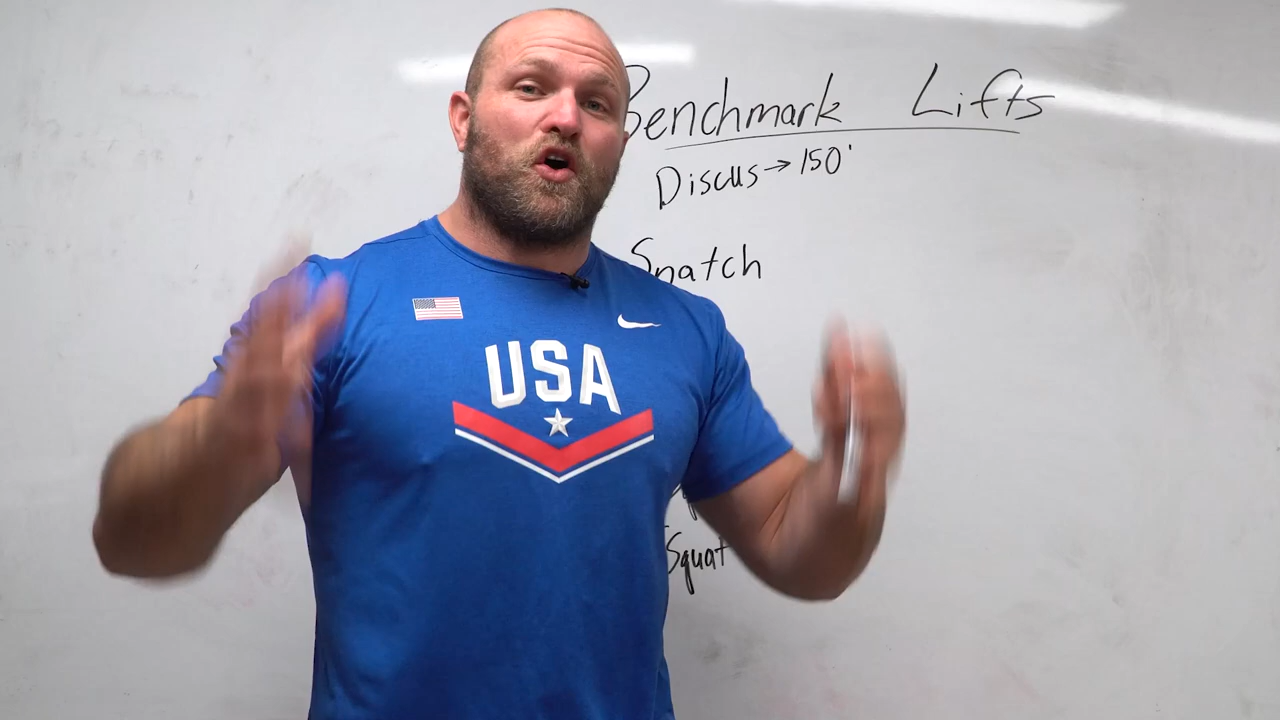 Benchmark Lifts
Discus→150'
Snatch
USA
Squat